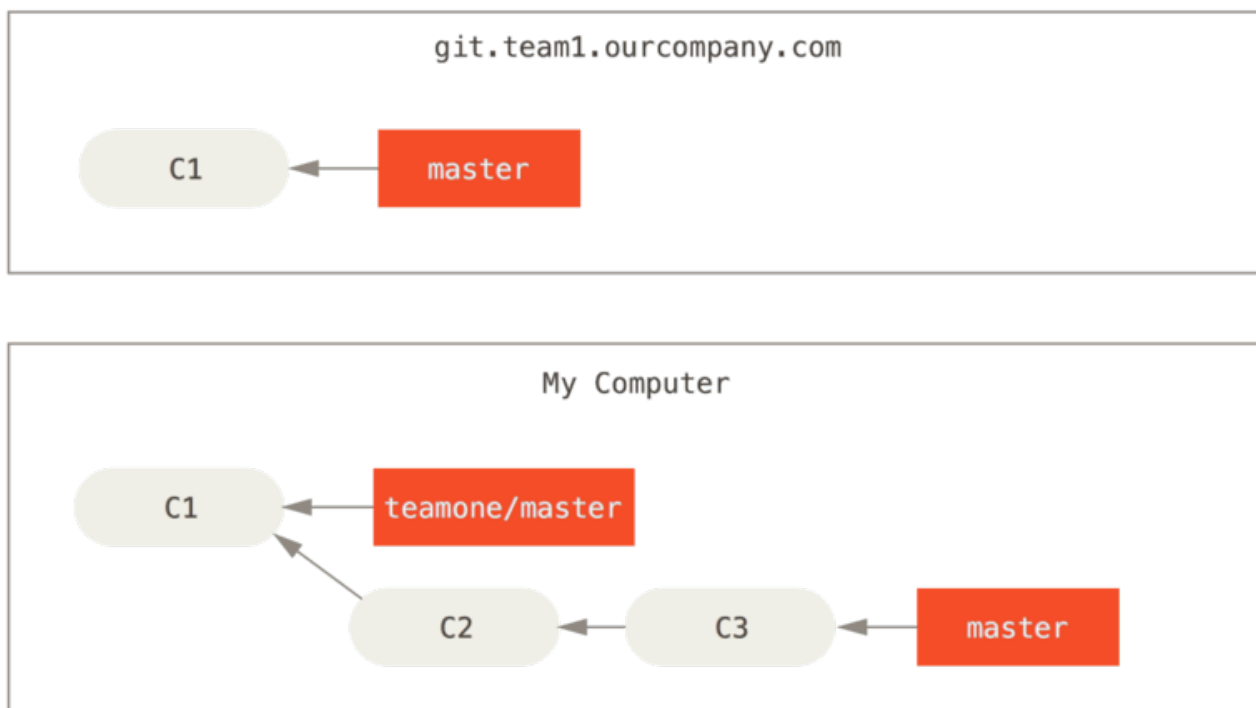 git.team1.ourcompany.com
C1
master
My Computer
C1
teamone/master
C2
C3
master